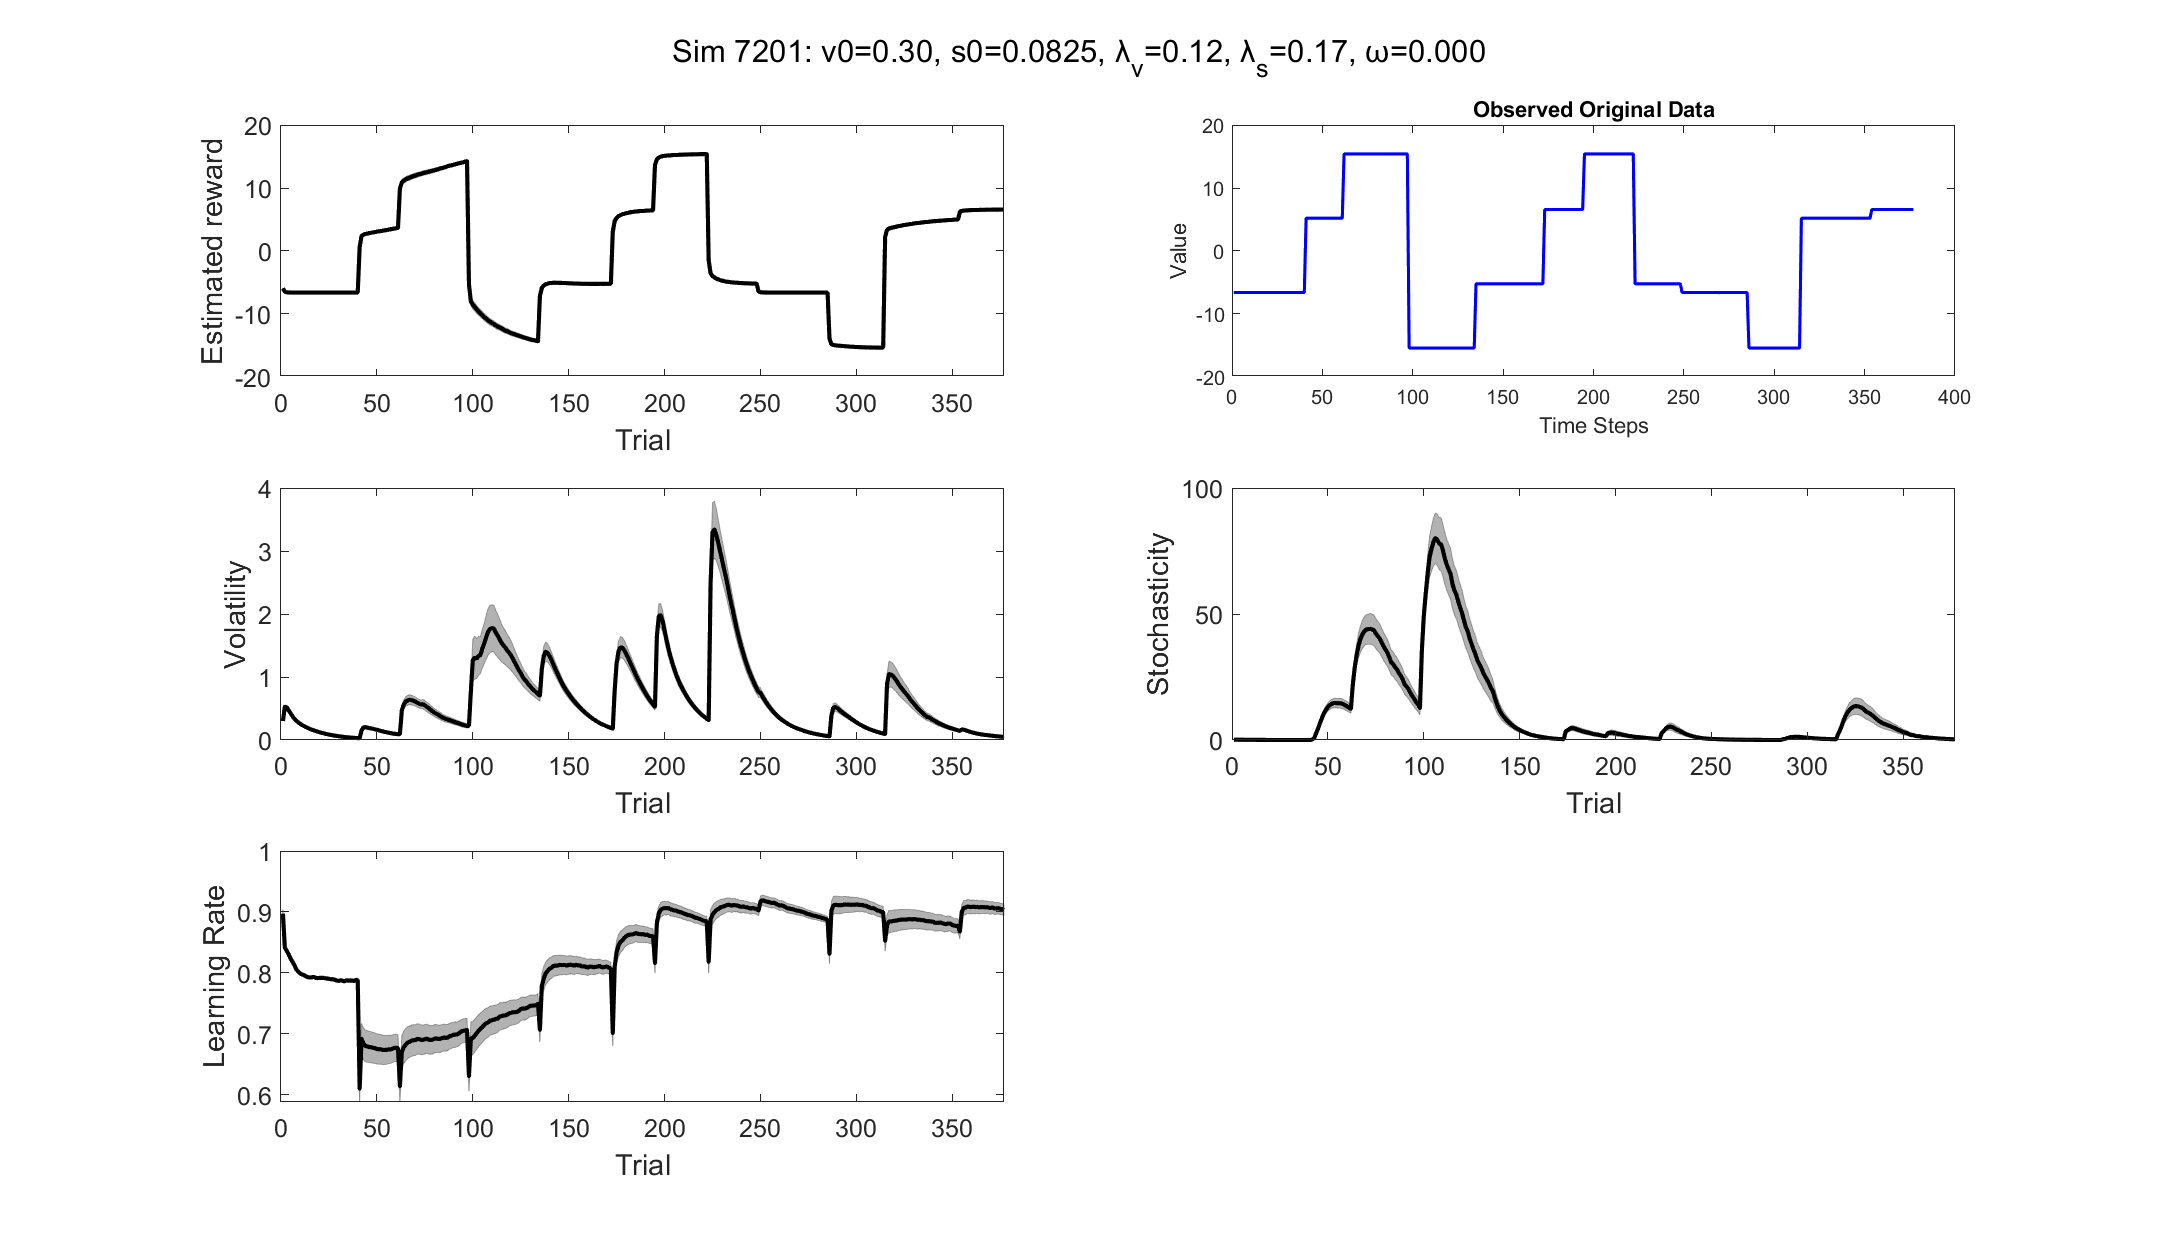 Sim 7201: v0=0.30, s0=0.0825, λv=0.12, λs=0.17, ω=0.000
20
10
0
-10
-20
Estimated reward
0 50 100 150 200 250 300 350
Trial
Observed Original Data
20
10
0
-10
-20
Value
0 50 100 150 200 250 300 350 400
Time Steps
4
3
2
1
0
Volatility
0 50 100 150 200 250 300 350
Trial
100
50
0
Stochasticity
0 50 100 150 200 250 300 350
Trial
1
0.9
0.8
0.7
0.6
Learning Rate
0 50 100 150 200 250 300 350
Trial